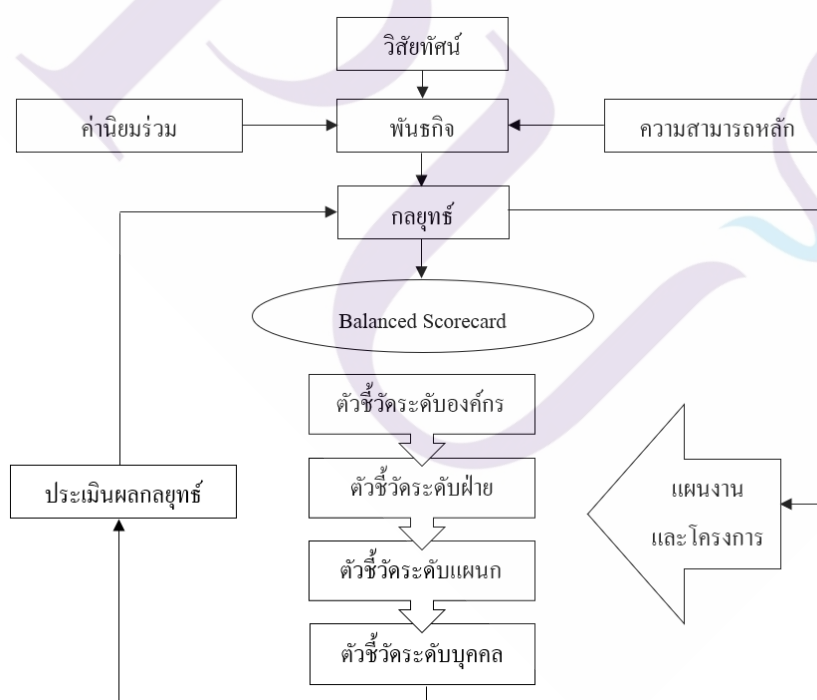 วิสัยทัศน์
ค่านิยมร่วม
พันธกิจ
ความสามารถหลัก
กลยุทธ์
Balanced Scorecard
ตัวชี้วัดระดับองค์กร
ประเมินผลกลยุทธ์
ตัวชี้วัดระดับฝ่าย
แผนงาน
และโครงการ
ตัวชี้วัดระดับแผนก
ตัวชี้วัดระดับบุคคล